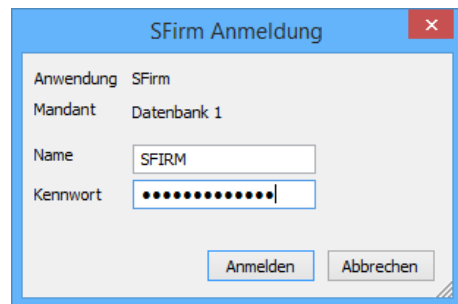 SFirm Anmeldung
Anwendung SFirm
Mandant Datenbank 1
Name SFIRM
Kennwort •••••••••••••
Anmelden Abbrechen